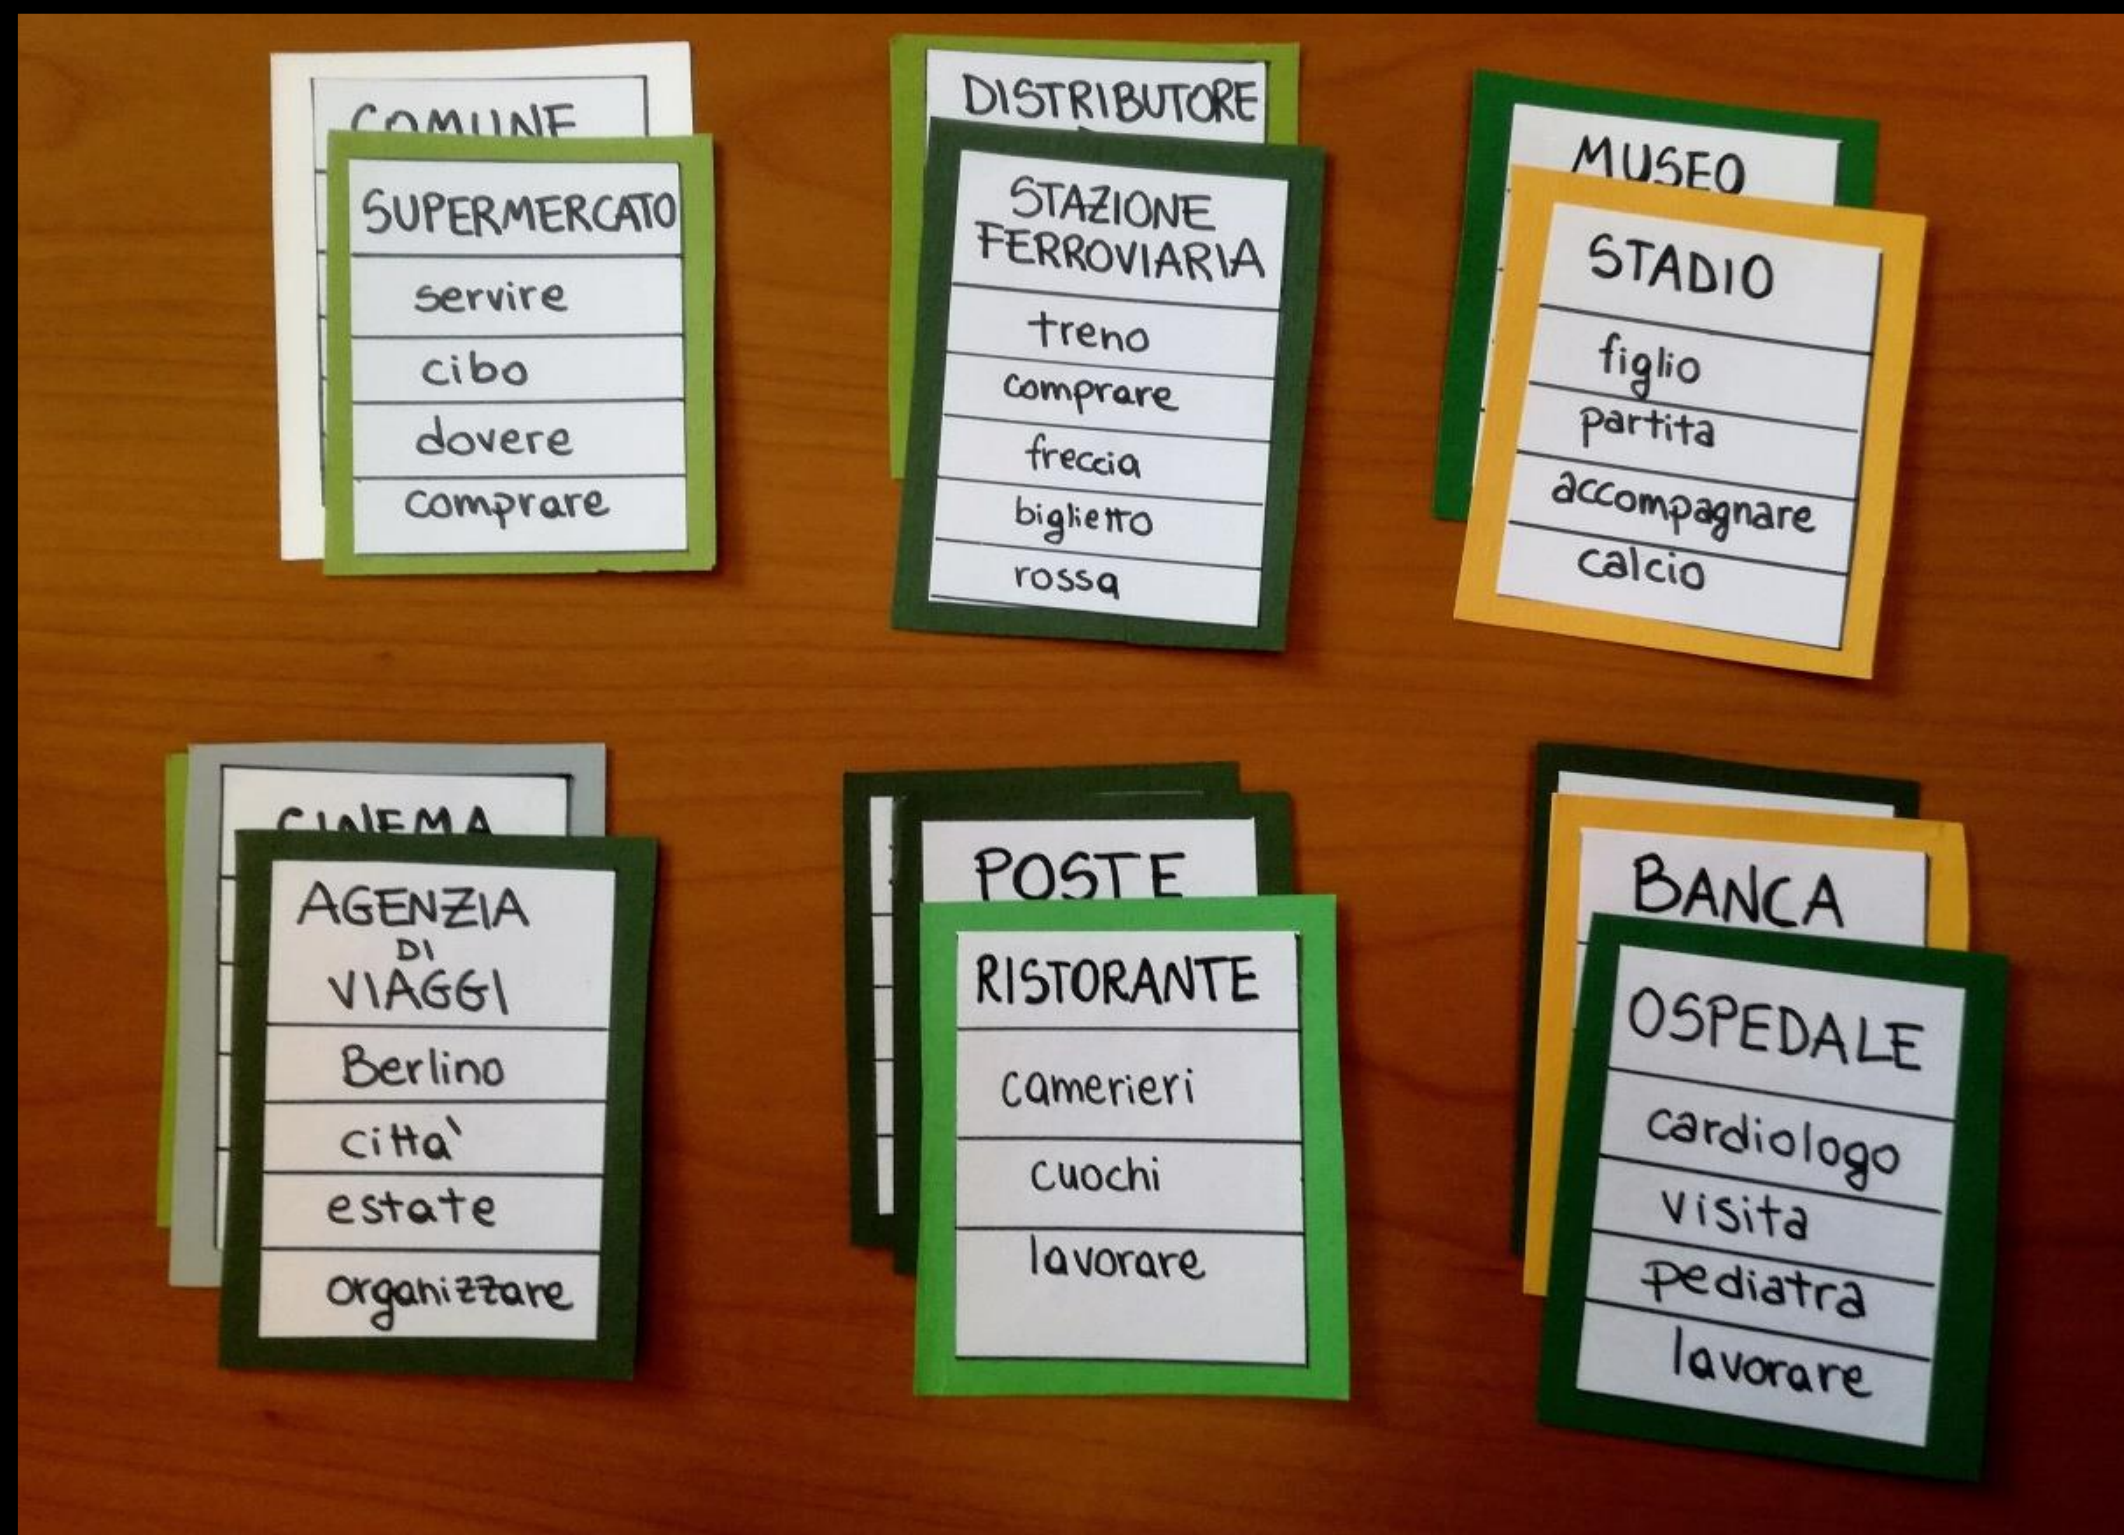 COMUNE
SUPERMERCATO
servire
cibo
dovere
comprare
DISTRIBUTORE
STAZIONE
FERROVIARIA
treno
comprare
freccia
biglietto
rossa
MUSEO
STADIO
figlio
partita
accompagnare
calcio
CINEMA
AGENZIA
DI
VIAGGI
Berlino
citta'
estate
organizzare
POSTE
RISTORANTE
camerieri
cuochi
lavorare
BANCA
OSPEDALE
cardiologo
visita
pediatra
lavorare